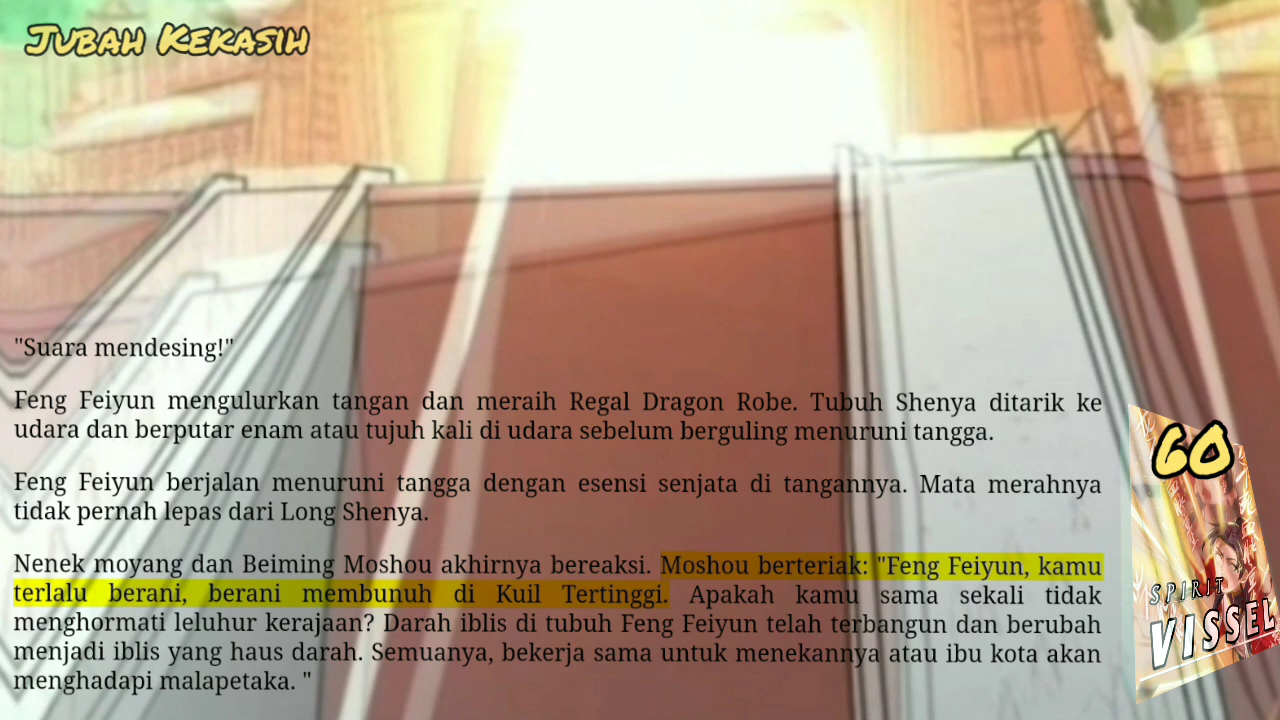 Jubah Kekasih
"Suara mendesing!"
Feng Feiyun mengulurkan tangan dan meraih Regal Dragon Robe. Tubuh Shenya ditarik ke
udara dan berputar enam atau tujuh kali di udara sebelum berguling menuruni tangga.
Feng Feiyun berjalan menuruni tangga dengan esensi senjata di tangannya. Mata merahnya
tidak pernah lepas dari Long Shenya.
Nenek moyang dan Beiming Moshou akhirnya bereaksi. Moshou berteriak: "Feng Feiyun, kamu
terlalu berani, berani membunuh di Kuil Tertinggi. Apakah kamu sama sekali tidak
menghormati leluhur kerajaan? Darah iblis di tubuh Feng Feiyun telah terbangun dan berubah
menjadi iblis yang haus darah. Semuanya, bekerja sama untuk menekannya atau ibu kota akan
menghadapi malapetaka. "
60
SPIRIT
VISSEL